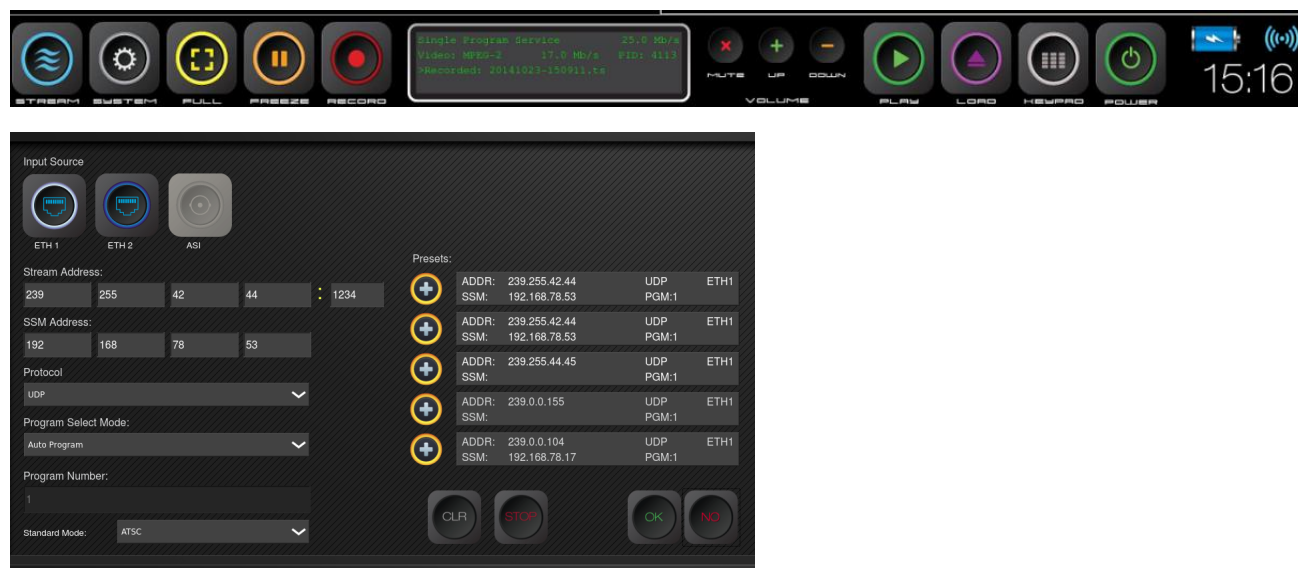 Single Program Service 25.0 Mb/s
Video: MPEG-2 17.0 Mb/s PID: 4113
>Recorded: 20141023-150911.ts
STREAM SYSTEM FULL FREEZE RECORD
MUTE UP DOWN
VOLUME
PLAY LOAD KEYPAD POWER
15:16
Input Source
ETH 1 ETH 2 ASI
Presets:
Stream Address:
239 255 42 44 : 1234
SSM Address:
192 168 78 53
Protocol
UDP
Program Select Mode:
Auto Program
Program Number:
1
Standard Mode: ATSC
ADDR: 239.255.42.44 UDP ETH1
SSM: 192.168.78.53 PGM:1
ADDR: 239.255.42.44 UDP ETH1
SSM: 192.168.78.53 PGM:1
ADDR: 239.255.44.45 UDP ETH1
SSM: PGM:1
ADDR: 239.0.0.155 UDP ETH1
SSM: PGM:1
ADDR: 239.0.0.104 UDP ETH1
SSM: 192.168.78.17 PGM:1
CLR STOP OK NO